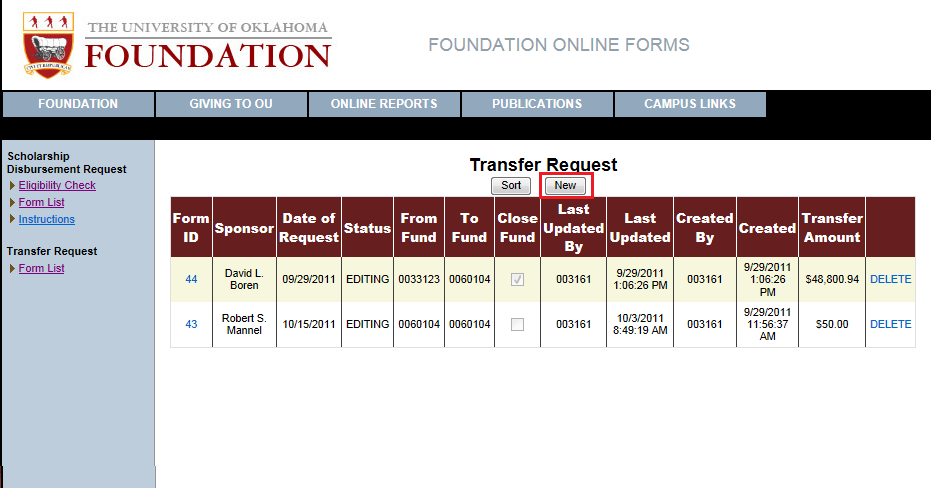 THE UNIVERSITY OF OKLAHOMA
FOUNDATION
FOUNDATION ONLINE FORMS
FOUNDATION
GIVING TO OU
ONLINE REPORTS
PUBLICATIONS
CAMPUS LINKS
Scholarship
Disbursement Request
Eligibility Check
Form List
Instructions
Transfer Request
Form List
Transfer Request
Sort
New
Form ID
Sponsor
Date of Request
Status
From Fund
To Fund
Close Fund
Last Updated By
Last Updated
Created By
Created
Transfer Amount
44
David L. Boren
09/29/2011
EDITING
0033123
0060104
003161
9/29/2011 1:06:26 PM
003161
9/29/2011 1:06:26 PM
$48,800.94
DELETE
43
Robert S. Mannel
10/15/2011
EDITING
0060104
0060104
003161
10/3/2011 8:49:19 AM
003161
9/29/2011 11:56:37 AM
$50.00
DELETE